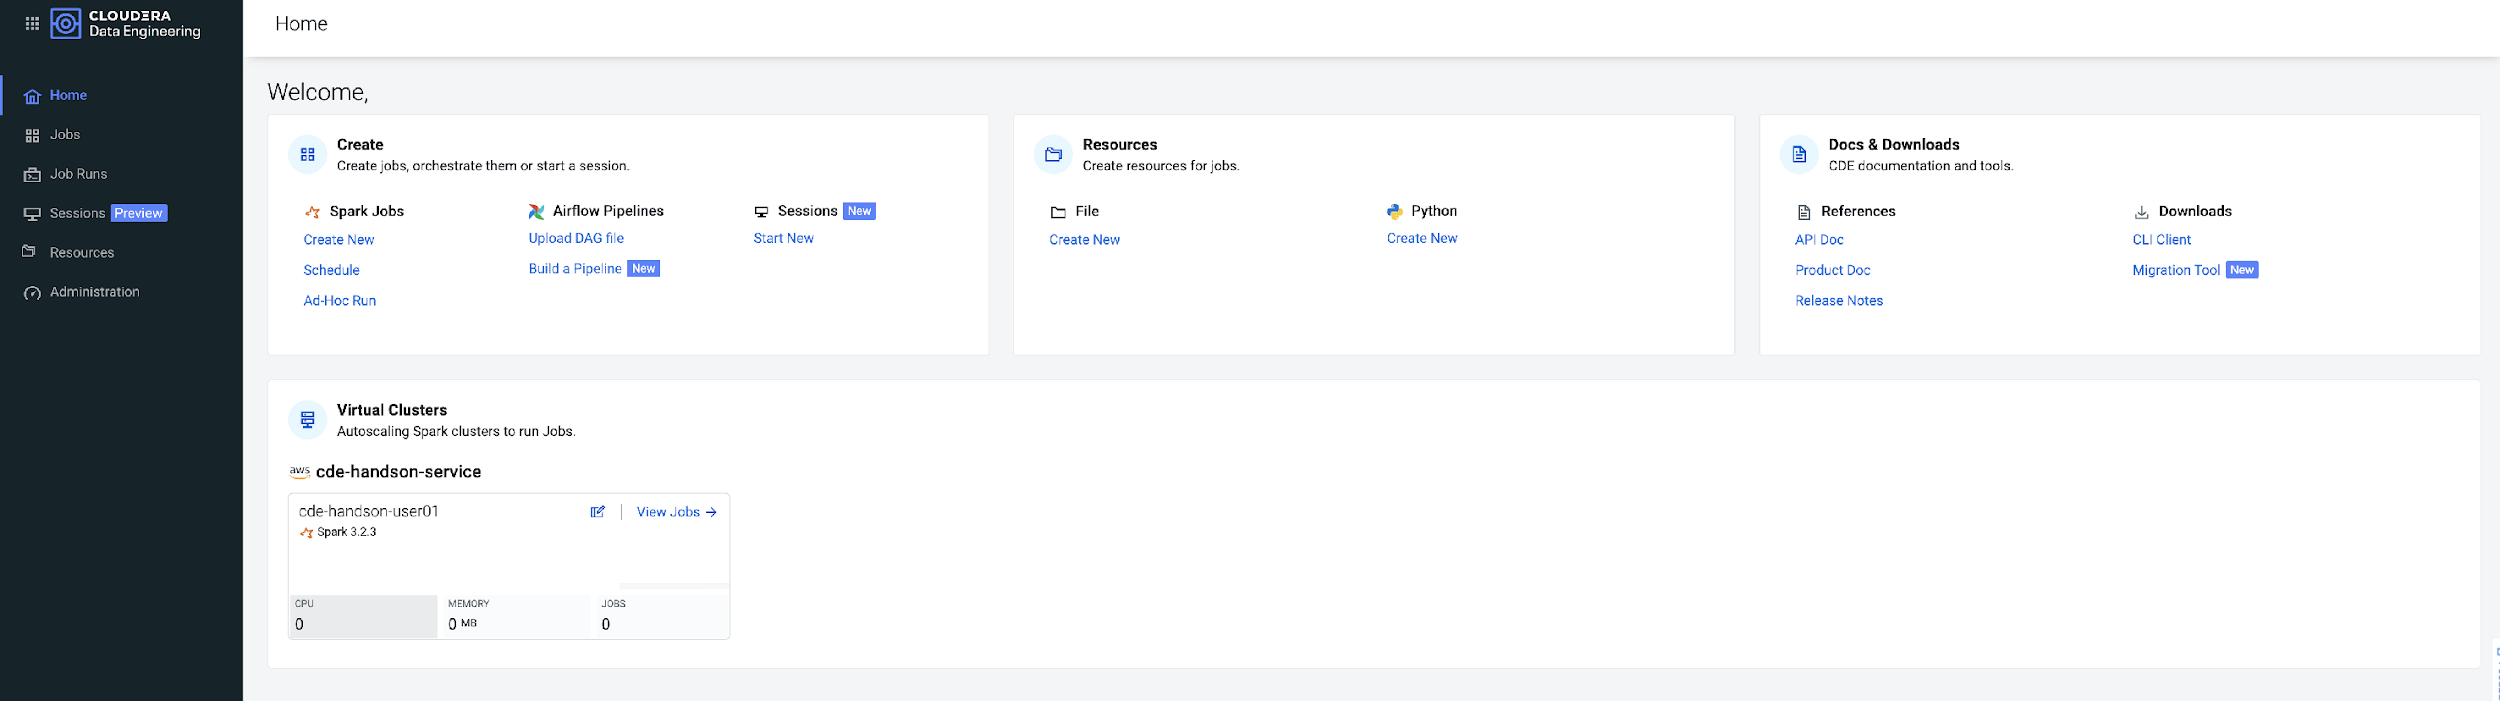 CLOUDERA
Data Engineering
Home
Jobs
Job Runs
Sessions Preview
Resources
Administration
Home
Welcome,
Create
Create jobs, orchestrate them or start a session.
Spark Jobs
Create New
Schedule
Ad-Hoc Run
Airflow Pipelines
Upload DAG file
Build a Pipeline New
Sessions New
Start New
Resources
Create resources for jobs.
File
Create New
Python
Create New
Docs & Downloads
CDE documentation and tools.
References
API Doc
Product Doc
Release Notes
Downloads
CLI Client
Migration Tool New
Virtual Clusters
Autoscaling Spark clusters to run Jobs.
aws cde-handson-service
cde-handson-user01
View Jobs
Spark 3.2.3
CPU
0
MEMORY
0 MB
JOBS
0